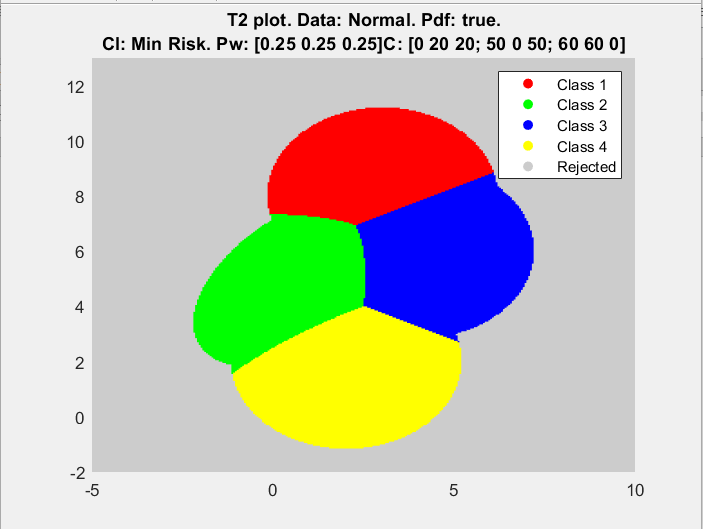 T2 plot. Data: Normal. Pdf: true.
Cl: Min Risk. Pw: [0.25 0.25 0.25]C: [0 20 20; 50 0 50; 60 60 0]
12
10
8
6
4
2
0
-2
-5
0
5
10
Class 1
Class 2
Class 3
Class 4
Rejected